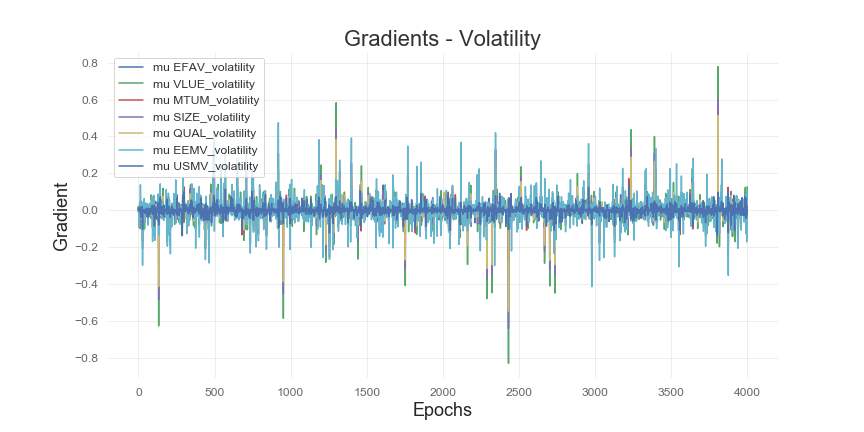 Gradients - Volatility
mu EFAV_volatility
mu VLUE_volatility
mu MTUM_volatility
mu SIZE_volatility
mu QUAL_volatility
mu EEMV_volatility
mu USMV_volatility
0.8
0.6
0.4
0.2
0.0
−0.2
−0.4
−0.6
−0.8
Gradient
0 500 1000 1500 2000 2500 3000 3500 4000
Epochs